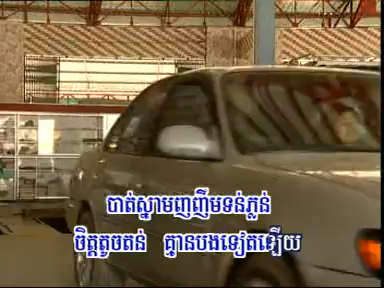 បាត់ស្នាមញញឹមទន់ភ្លន់
ចិត្តតូចតន់ គ្មានបងទៀតឡើយ